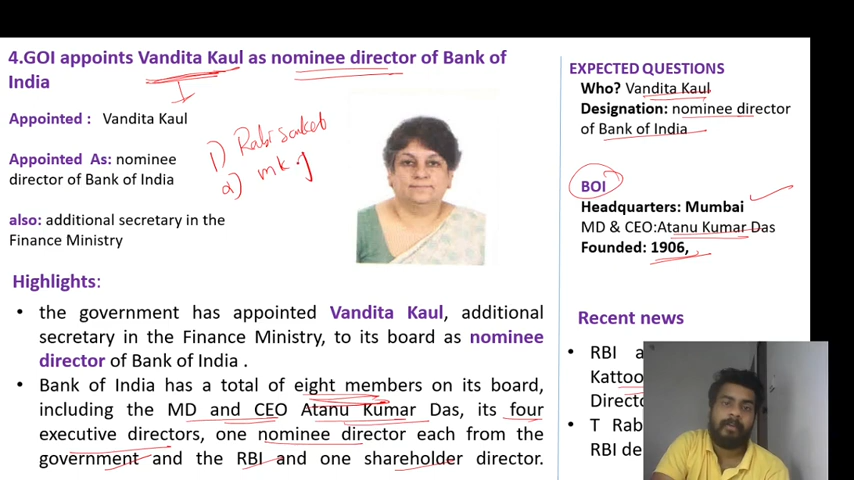 4.GOI appoints Vandita Kaul as nominee director of Bank of
India
Appointed : Vandita Kaul
Appointed As: nominee
director of Bank of India
also: additional secretary in the
Finance Ministry
1)
2) mk
Highlights:
• the government has appointed Vandita Kaul, additional
secretary in the Finance Ministry, to its board as nominee
director of Bank of India .
• Bank of India has a total of eight members on its board,
including the MD and CEO Atanu Kumar Das, its four
executive directors, one nominee director each from the
government and the RBI and one shareholder director.
EXPECTED QUESTIONS
Who? Vandita Kaul
Designation: nominee director
of Bank of India
BOI
Headquarters: Mumbai
MD & CEO:Atanu Kumar Das
Founded: 1906,
Recent news
• RBI
• T
RBI